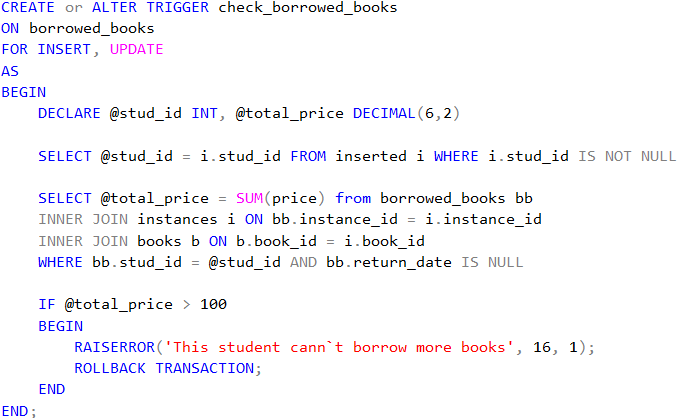 CREATE or ALTER TRIGGER check_borrowed_books
ON borrowed_books
FOR INSERT, UPDATE
AS
BEGIN
    DECLARE @stud_id INT, @total_price DECIMAL(6,2)
    SELECT @stud_id = i.stud_id FROM inserted i WHERE i.stud_id IS NOT NULL
    SELECT @total_price = SUM(price) from borrowed_books bb
    INNER JOIN instances i ON bb.instance_id = i.instance_id
    INNER JOIN books b ON b.book_id = i.book_id
    WHERE bb.stud_id = @stud_id AND bb.return_date IS NULL
    IF @total_price > 100
    BEGIN
        RAISERROR('This student cann`t borrow more books', 16, 1);
        ROLLBACK TRANSACTION;
    END
END;